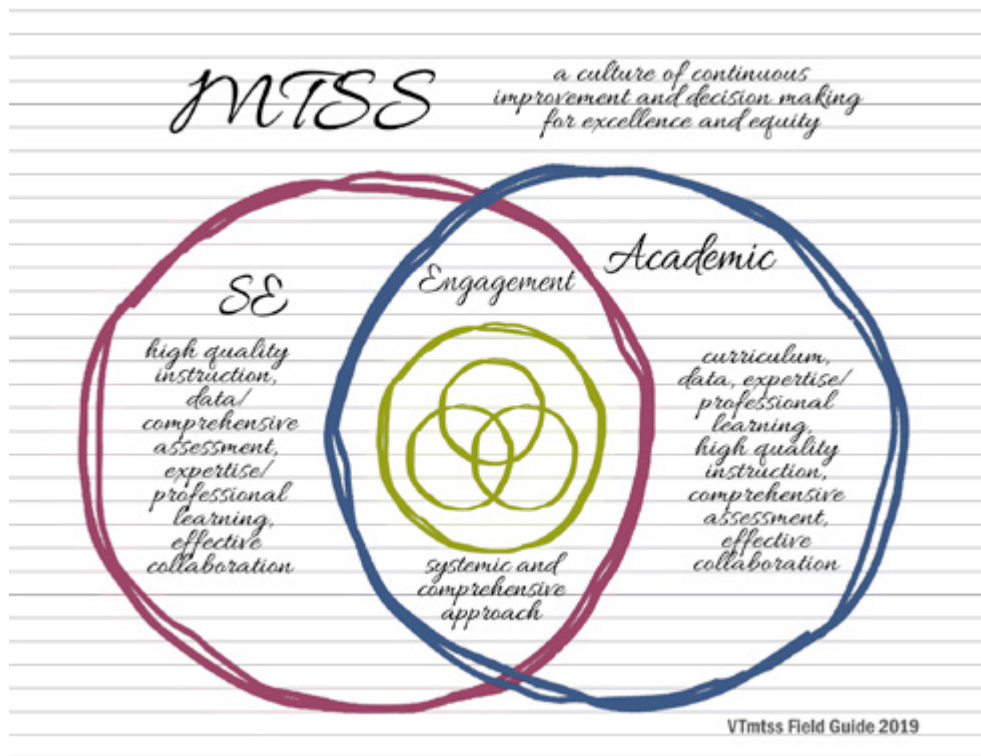 MTSS
a culture of continuous
improvement and decision making
for excellence and equity
SE
high quality
instruction,
data/
comprehensive
assessment,
expertise/
professional
learning,
effective
collaboration
Engagement
systemic and
comprehensive
approach
Academic
curriculum,
data, expertise/
professional
learning,
high quality
instruction,
comprehensive
assessment,
effective
collaboration
VTmtss Field Guide 2019